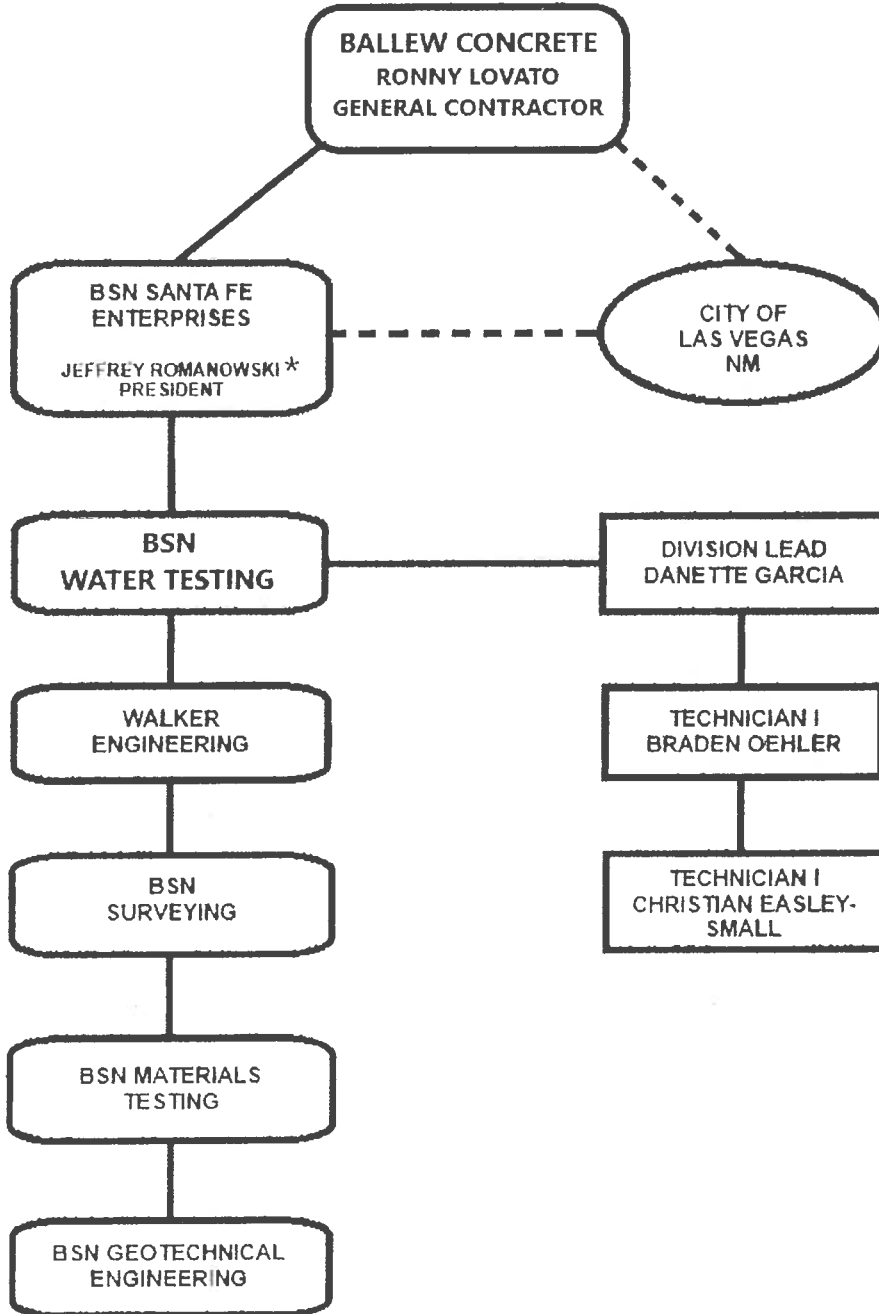 BALLEW CONCRETE
RONNY LOVATO
GENERAL CONTRACTOR
BSN SANTA FE
ENTERPRISES
JEFFREY ROMANOWSKI *
PRESIDENT
CITY OF
LAS VEGAS
NM
BSN
WATER TESTING
DIVISION LEAD
DANETTE GARCIA
WALKER
ENGINEERING
TECHNICIAN I
BRADEN OEHLER
BSN
SURVEYING
TECHNICIAN I
CHRISTIAN EASLEY-
SMALL
BSN MATERIALS
TESTING
BSN GEOTECHNICAL
ENGINEERING